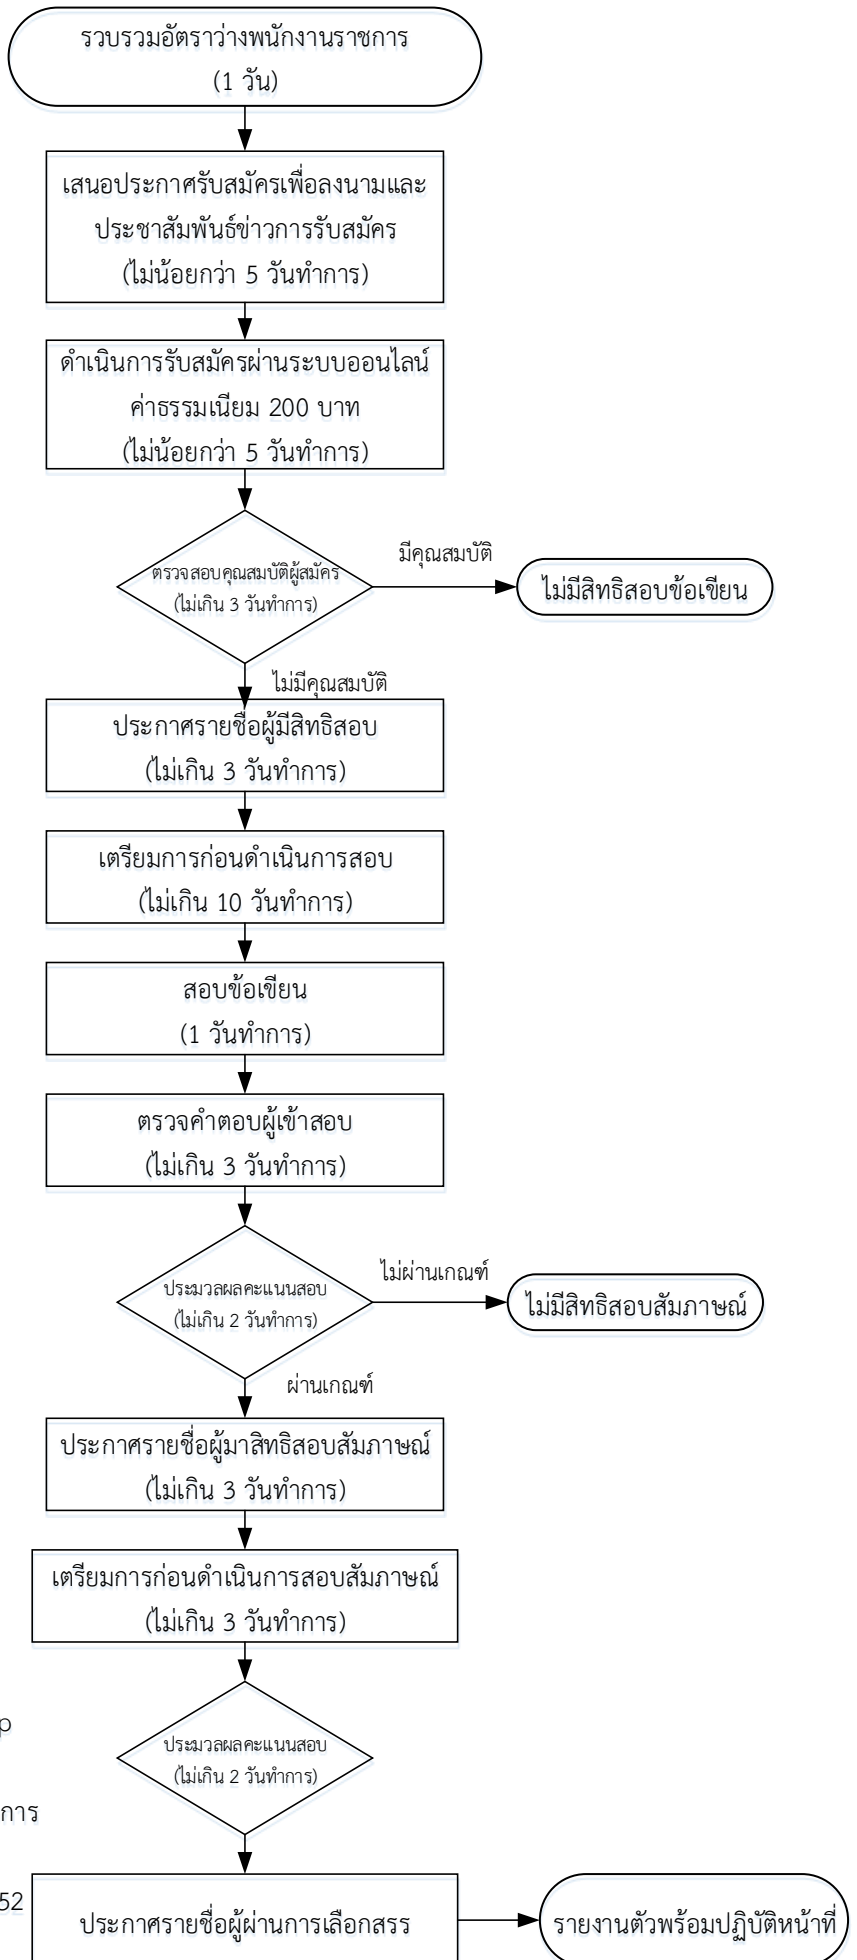 รวบรวมอัตราว่างพนักงานราชการ
(1 วัน)
เสนอประกาศรับสมัครเพื่อลงนามและ
ประชาสัมพันธ์ข่าวการรับสมัคร
(ไม่น้อยกว่า 5 วันทำการ)
ดำเนินการรับสมัครผ่านระบบออนไลน์
ค่าธรรมเนียม 200 บาท
(ไม่น้อยกว่า 5 วันทำการ)
ตรวจสอบคุณสมบัติผู้สมัคร
(ไม่เกิน 3 วันทำการ)
มีคุณสมบัติ
ไม่มีสิทธิสอบข้อเขียน
ไม่มีคุณสมบัติ
ประกาศรายชื่อผู้มีสิทธิสอบ
(ไม่เกิน 3 วันทำการ)
เตรียมการก่อนดำเนินการสอบ
(ไม่เกิน 10 วันทำการ)
สอบข้อเขียน
(1 วันทำการ)
ตรวจคำตอบผู้เข้าสอบ
(ไม่เกิน 3 วันทำการ)
ประมวลผลคะแนนสอบ
(ไม่เกิน 2 วันทำการ)
ไม่ผ่านเกณฑ์
ไม่มีสิทธิสอบสัมภาษณ์
ผ่านเกณฑ์
ประกาศรายชื่อผู้มาสิทธิสอบสัมภาษณ์
(ไม่เกิน 3 วันทำการ)
เตรียมการก่อนดำเนินการสอบสัมภาษณ์
(ไม่เกิน 3 วันทำการ)
p
ประมวลผลคะแนนสอบ
(ไม่เกิน 2 วันทำการ)
การ
52
ประกาศรายชื่อผู้ผ่านการเลือกสรร
รายงานตัวพร้อมปฏิบัติหน้าที่